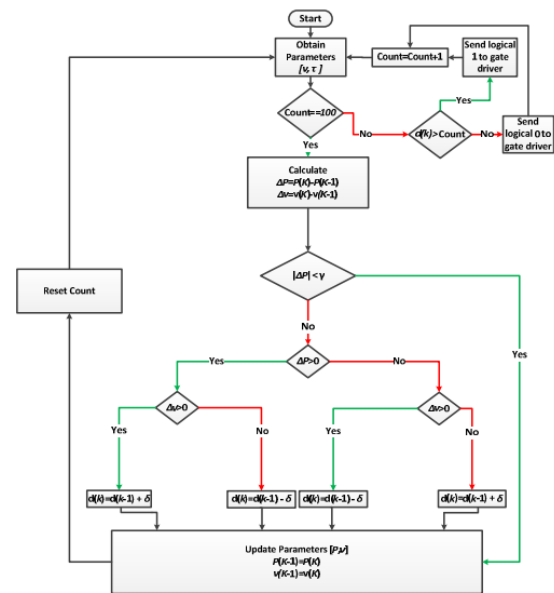 Start
Obtain
Parameters
[v, τ ]
Count=Count+1
Send logical
1 to gate
driver
Count==100
No
Yes
d(k)>Count
No
Send
logical 0 to
gate driver
Yes
Calculate
ΔP=P(K)-P(K-1)
Δv=v(K)-v(K-1)
|ΔP| < γ
Reset Count
No
Yes
Yes
ΔP>0
No
Δv>0
Δv>0
Yes
No
Yes
No
d(k)=d(k-1) + δ
d(k)=d(k-1) - δ
d(k)=d(k-1) - δ
d(k)=d(k-1) + δ
Update Parameters [P,v]
P(K-1)=P(K)
v(K-1)=v(K)